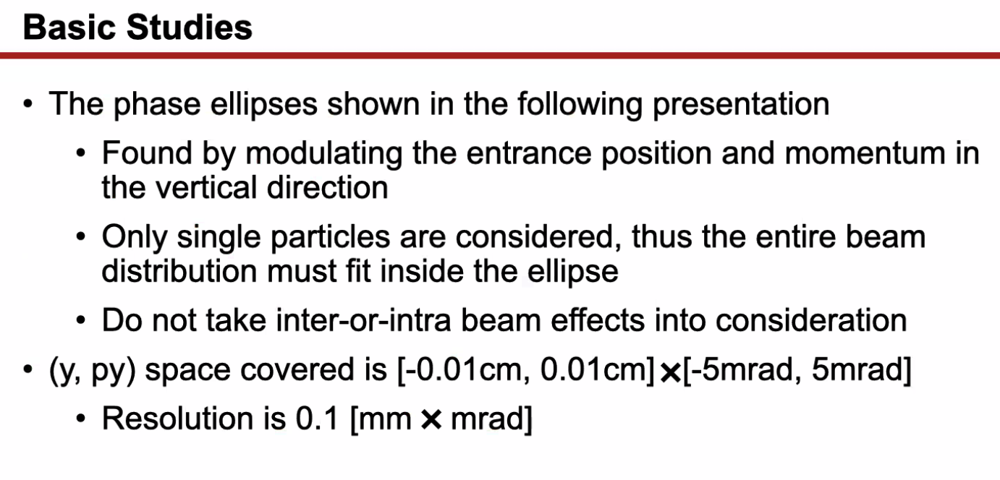 Basic Studies
• The phase ellipses shown in the following presentation
• Found by modulating the entrance position and momentum in
the vertical direction
• Only single particles are considered, thus the entire beam
distribution must fit inside the ellipse
• Do not take inter-or-intra beam effects into consideration
• (y, py) space covered is [-0.01cm, 0.01cm]×[-5mrad, 5mrad]
• Resolution is 0.1 [mm × mrad]